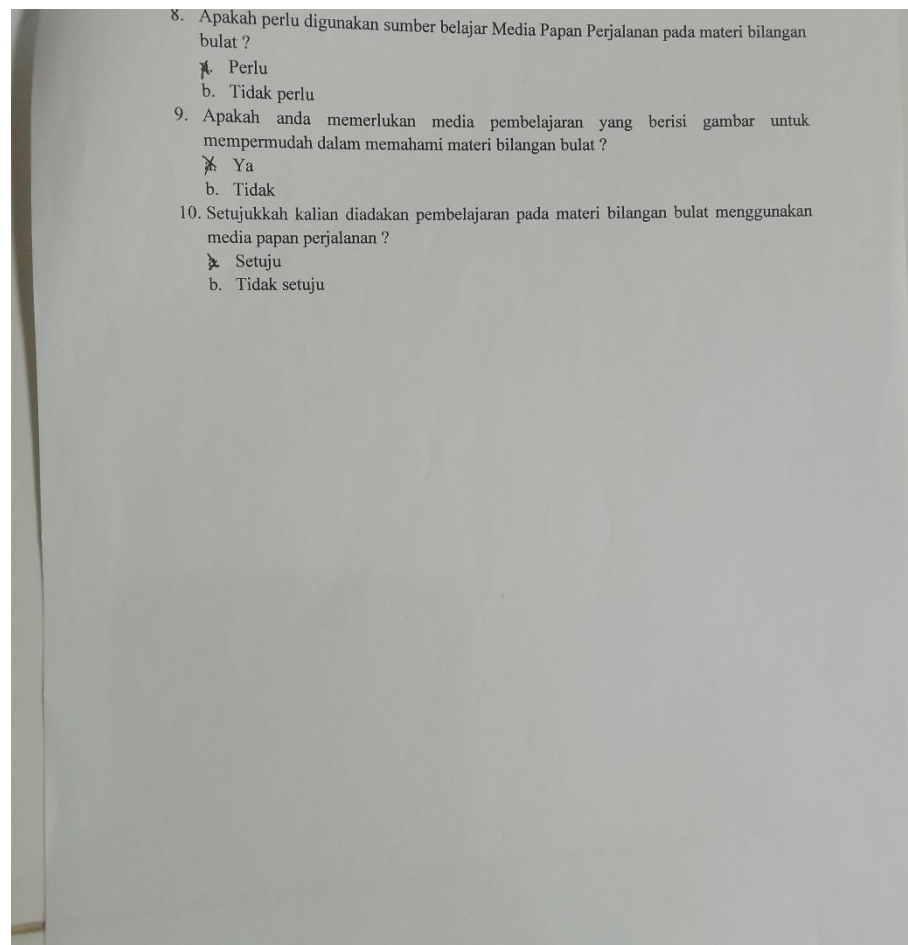 8. Apakah perlu digunakan sumber belajar Media Papan Perjalanan pada materi bilangan
bulat ?
a. Perlu
b. Tidak perlu
9. Apakah anda memerlukan media pembelajaran yang berisi gambar untuk
mempermudah dalam memahami materi bilangan bulat ?
a. Ya
b. Tidak
10. Setujukkah kalian diadakan pembelajaran pada materi bilangan bulat menggunakan
media papan perjalanan ?
a. Setuju
b. Tidak setuju